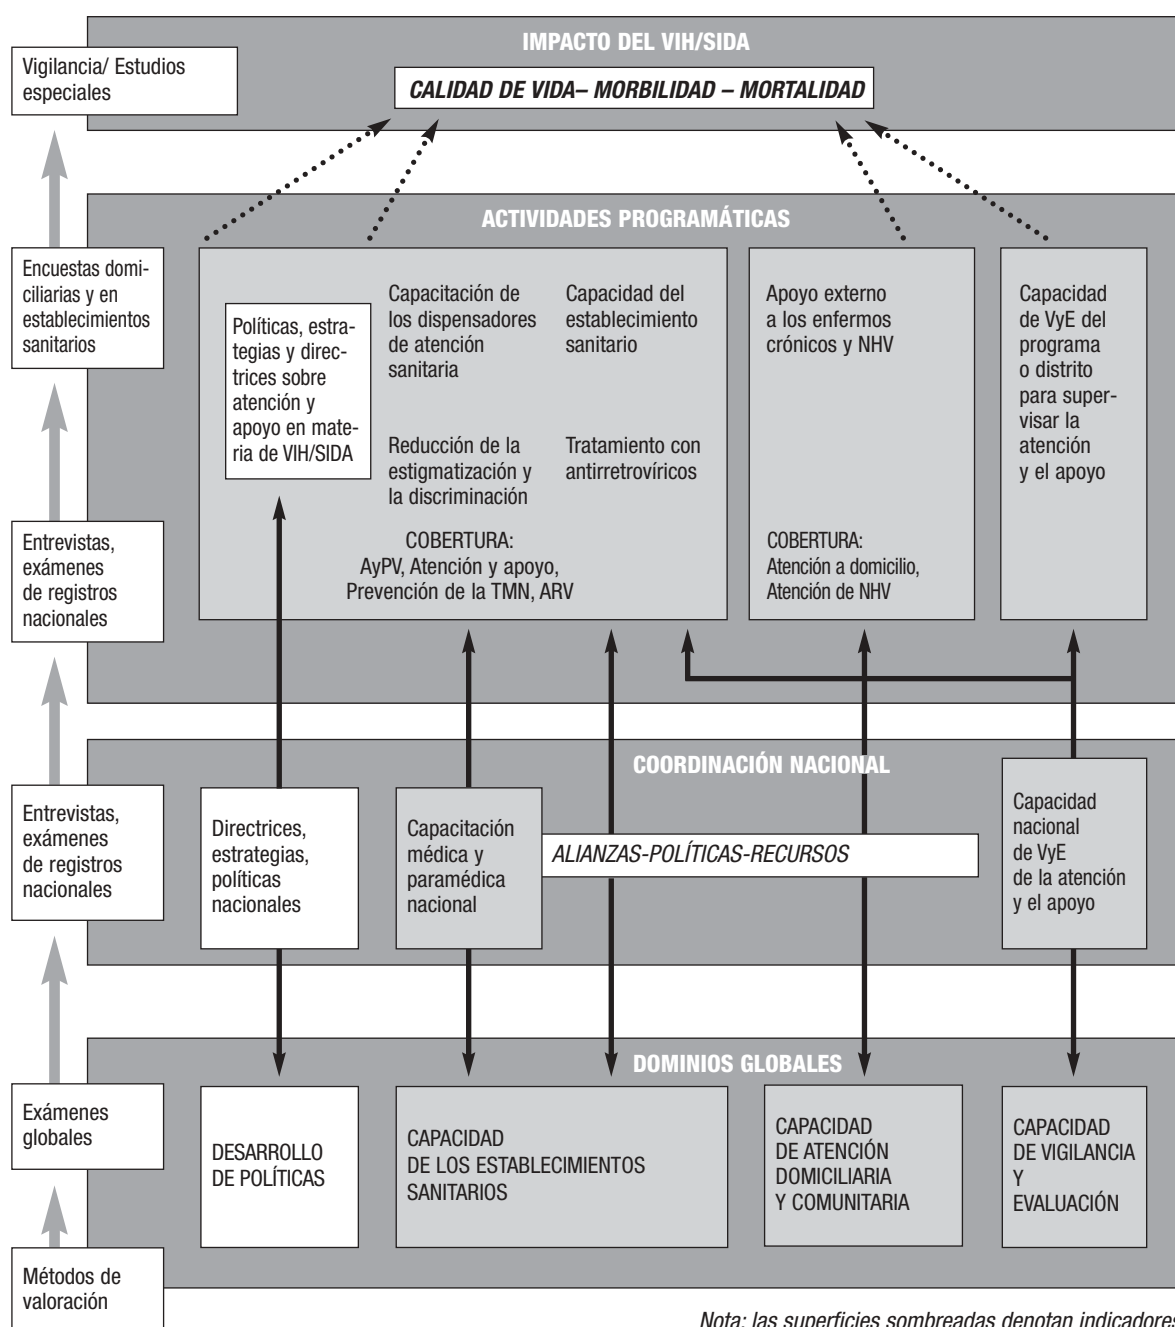 IMPACTO DEL VIH/SIDA
Vigilancia/ Estudios
especiales
CALIDAD DE VIDA– MORBILIDAD – MORTALIDAD
ACTIVIDADES PROGRAMÁTICAS
Encuestas domi-
ciliarias y en
establecimientos
sanitarios
Políticas, estra-
tegias y direc-
trices sobre
atención y
apoyo en mate-
ria de VIH/SIDA
Capacitación de
los dispensadores
de atención
sanitaria
Capacidad del
establecimiento
sanitario
Reducción de la
estigmatización y
la discriminación
Tratamiento con
antirretrovíricos
COBERTURA:
AyPV, Atención y apoyo,
Prevención de la TMN, ARV
Apoyo externo
a los enfermos
crónicos y NHV
COBERTURA:
Atención a domicilio,
Atención de NHV
Capacidad
de VyE del
programa
o distrito
para super-
visar la
atención
y el apoyo
Entrevistas,
exámenes
de registros
nacionales
COORDINACIÓN NACIONAL
Entrevistas,
exámenes
de registros
nacionales
Directrices,
estrategias,
políticas
nacionales
Capacitación
médica y
paramédica
nacional
ALIANZAS-POLÍTICAS-RECURSOS
Capacidad
nacional
de VyE
de la atención
y el apoyo
DOMINIOS GLOBALES
Exámenes
globales
DESARROLLO
DE POLÍTICAS
CAPACIDAD
DE LOS ESTABLECIMIENTOS
SANITARIOS
CAPACIDAD
DE ATENCIÓN
DOMICILIARIA
Y COMUNITARIA
CAPACIDAD
DE VIGILANCIA
Y
EVALUACIÓN
Métodos de
valoración
Nota: las superficies sombreadas denotan indicadores